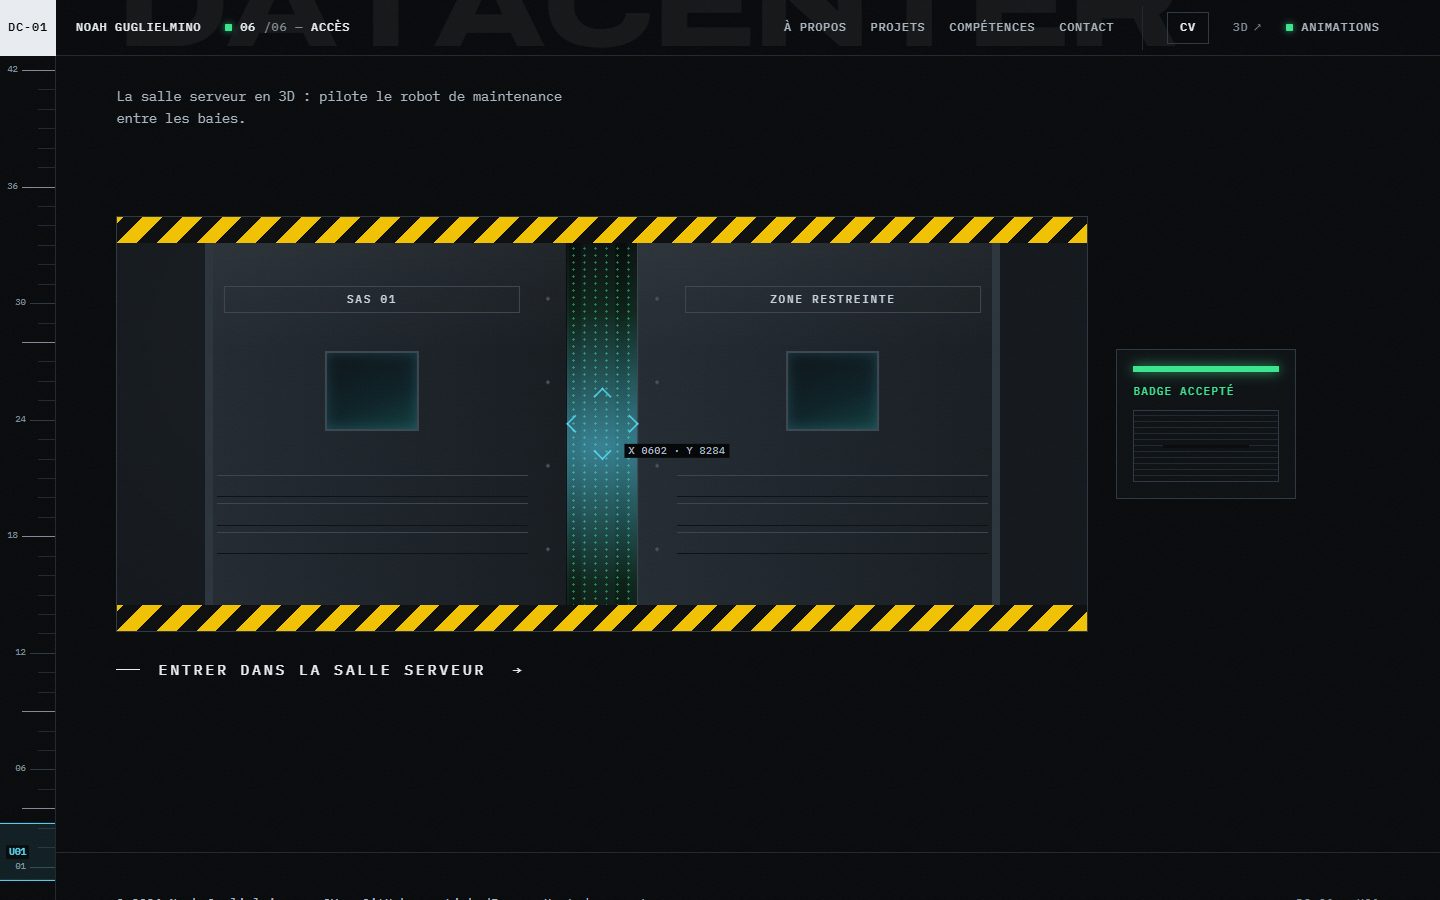 DATACENTER
DC-01 NOAH GUGLIELMINO 06 /06 — ACCÈS À PROPOS PROJETS COMPÉTENCES CONTACT CV 3D ↗ ANIMATIONS
42
La salle serveur en 3D : pilote le robot de maintenance
entre les baies.
36
30
SAS 01
ZONE RESTREINTE
BADGE ACCEPTÉ
24
X 0602 · Y 8284
18
12
ENTRER DANS LA SALLE SERVEUR →
06
U01
01